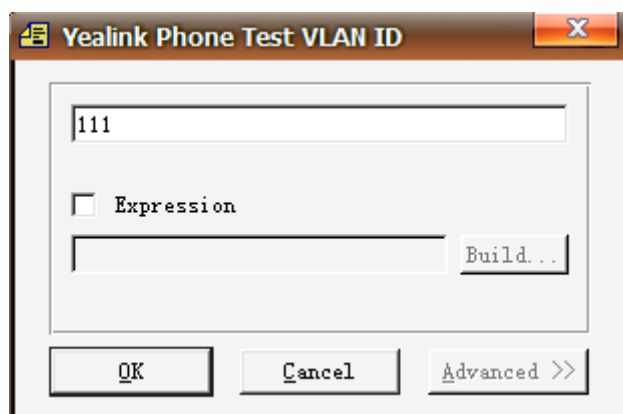 Yealink Phone Test VLAN ID
X
111
Expression
Build...
OK
Cancel
Advanced >>